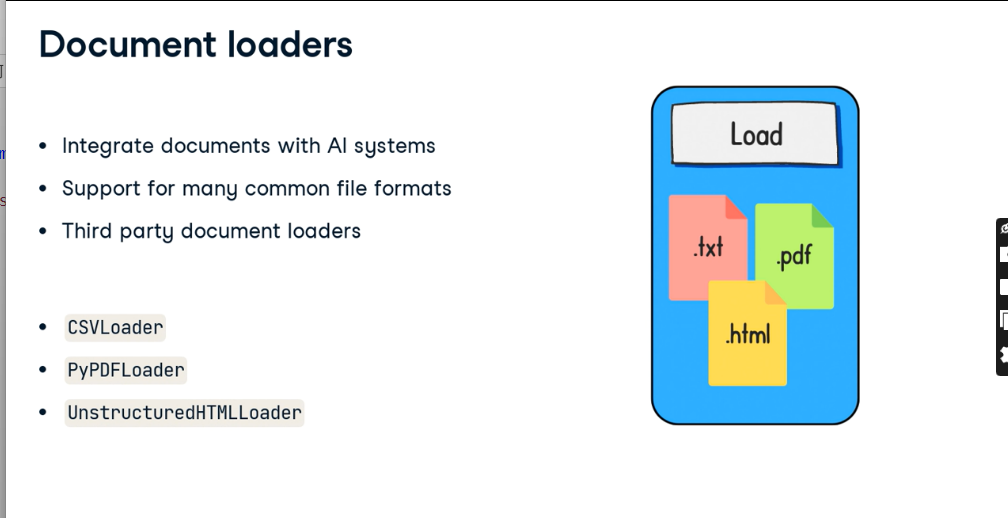 Document loaders
• Integrate documents with AI systems
• Support for many common file formats
• Third party document loaders
• CSVLoader
• PyPDFLoader
• UnstructuredHTMLLoader
Load
.txt
.pdf
.html